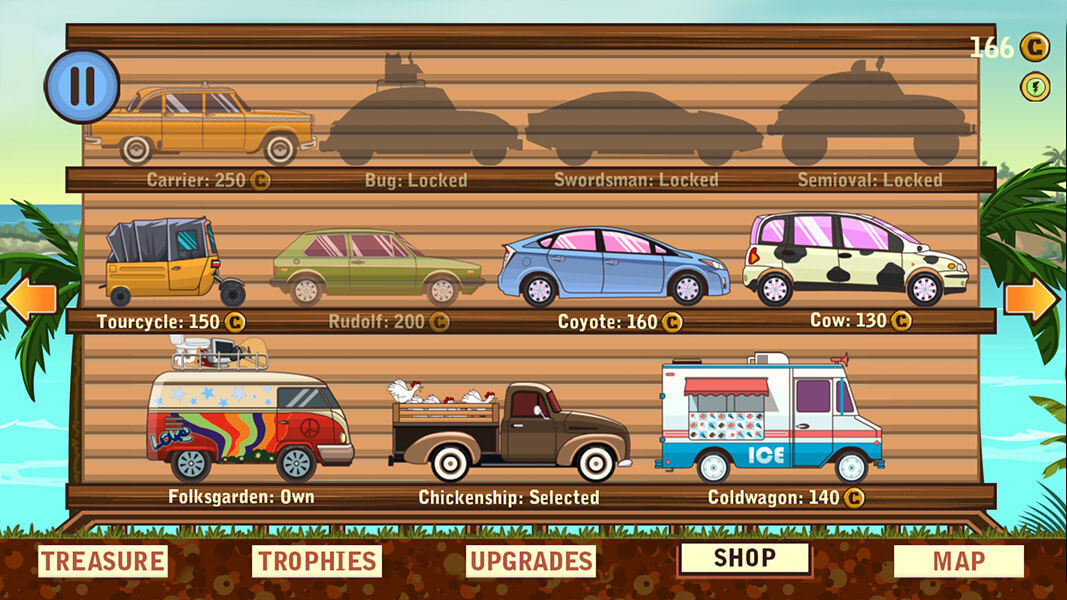 166 C
Carrier: 250 C
Bug: Locked
Swordsman: Locked
Semioval: Locked
Tourcycle: 150 C
Rudolf: 200 C
Coyote: 160 C
Cow: 130 C
Love
ICE
Folksgarden: Own
Chickenship: Selected
Coldwagon: 140 C
TREASURE
TROPHIES
UPGRADES
SHOP
MAP